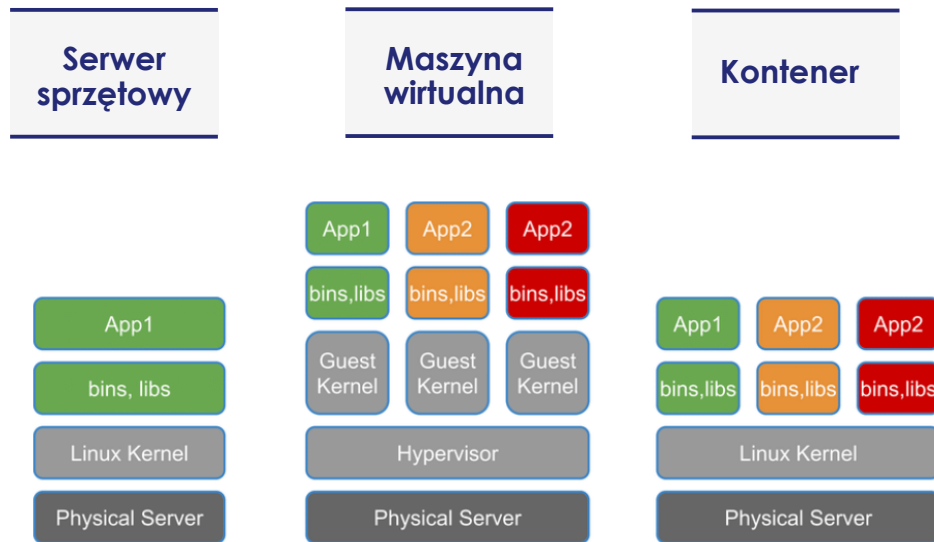 Serwer
sprzętowy
Maszyna
wirtualna
Kontener
App1
bins, libs
Linux Kernel
Physical Server
App1
App2
App2
bins,libs
bins,libs
bins,libs
Guest
Kernel
Guest
Kernel
Guest
Kernel
Hypervisor
Physical Server
App1
App2
App2
bins,libs
bins,libs
bins,libs
Linux Kernel
Physical Server